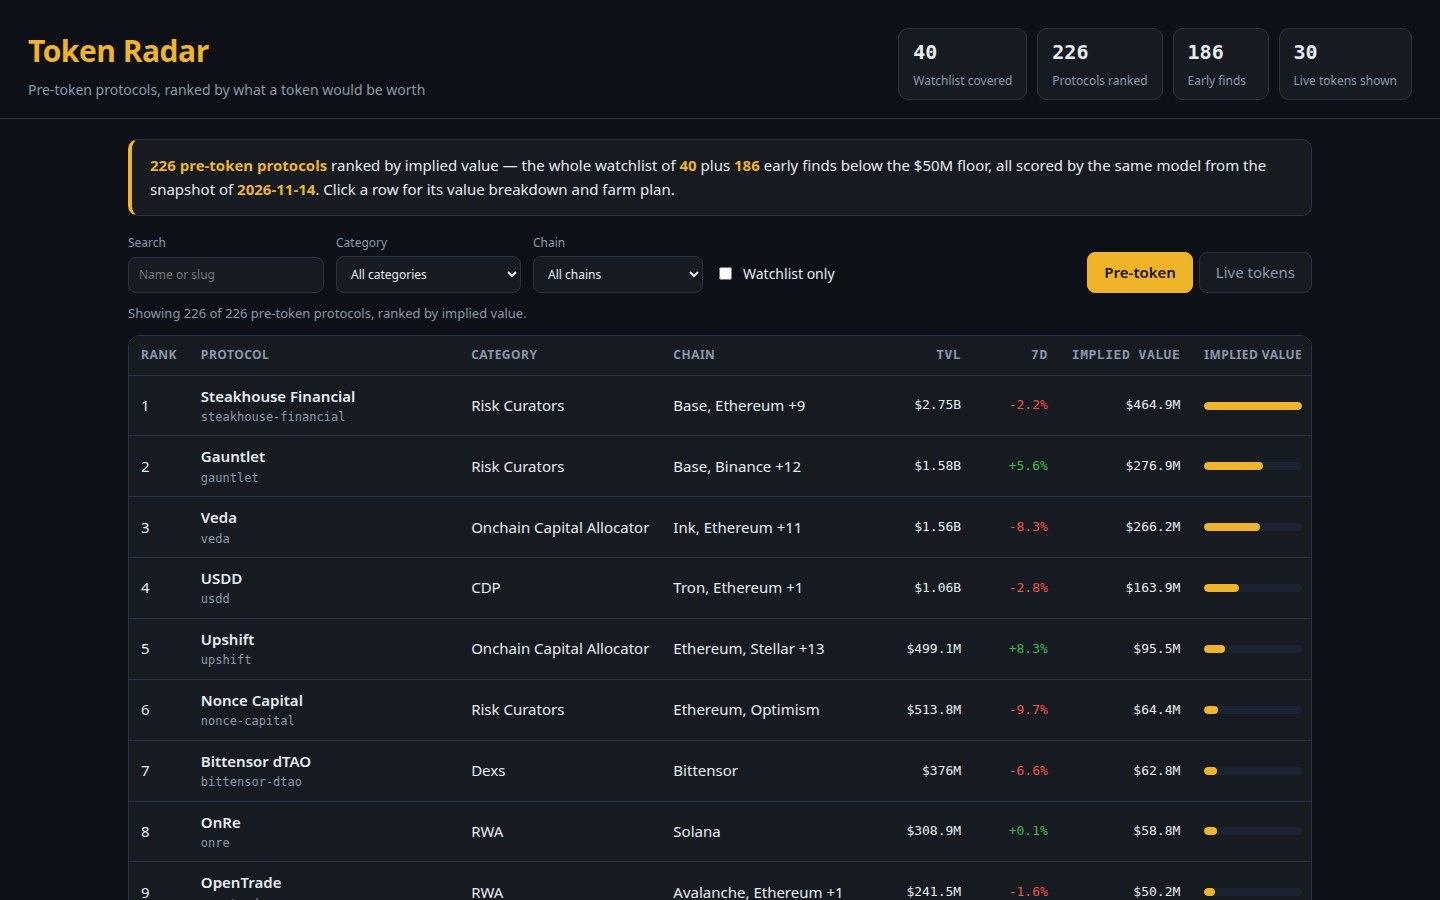 Token Radar
Pre-token protocols, ranked by what a token would be worth
40
Watchlist covered
226
Protocols ranked
186
Early finds
30
Live tokens shown
226 pre-token protocols ranked by implied value — the whole watchlist of 40 plus 186 early finds below the $50M floor, all scored by the same model from the
snapshot of 2026-11-14. Click a row for its value breakdown and farm plan.
Search
Category
Chain
Name or slug
All categories
All chains
Watchlist only
Pre-token
Live tokens
Showing 226 of 226 pre-token protocols, ranked by implied value.
RANK PROTOCOL CATEGORY CHAIN TVL 7D IMPLIED VALUE IMPLIED VALUE
1 Steakhouse Financial Risk Curators Base, Ethereum +9 $2.75B -2.2% $464.9M
steakhouse-financial
2 Gauntlet Risk Curators Base, Binance +12 $1.58B +5.6% $276.9M
gauntlet
3 Veda Onchain Capital Allocator Ink, Ethereum +11 $1.56B -8.3% $266.2M
veda
4 USDD CDP Tron, Ethereum +1 $1.06B -2.8% $163.9M
usdd
5 Upshift Onchain Capital Allocator Ethereum, Stellar +13 $499.1M +8.3% $95.5M
upshift
6 Nonce Capital Risk Curators Ethereum, Optimism $513.8M -9.7% $64.4M
nonce-capital
7 Bittensor dTAO Dexs Bittensor $376M -6.6% $62.8M
bittensor-dtao
8 OnRe RWA Solana $308.9M +0.1% $58.8M
onre
9 OpenTrade RWA Avalanche, Ethereum +1 $241.5M -1.6% $50.2M